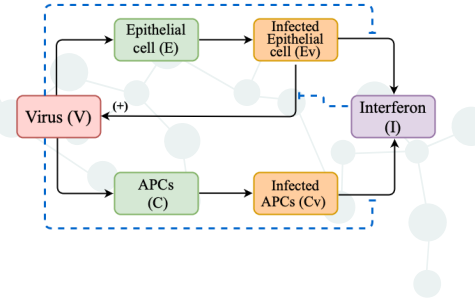 Epithelial
cell (E)
Infected
Epithelial
cell (Ev)
Virus (V)
(+)
Interferon
(I)
APCs
(C)
Infected
APCs (Cv)